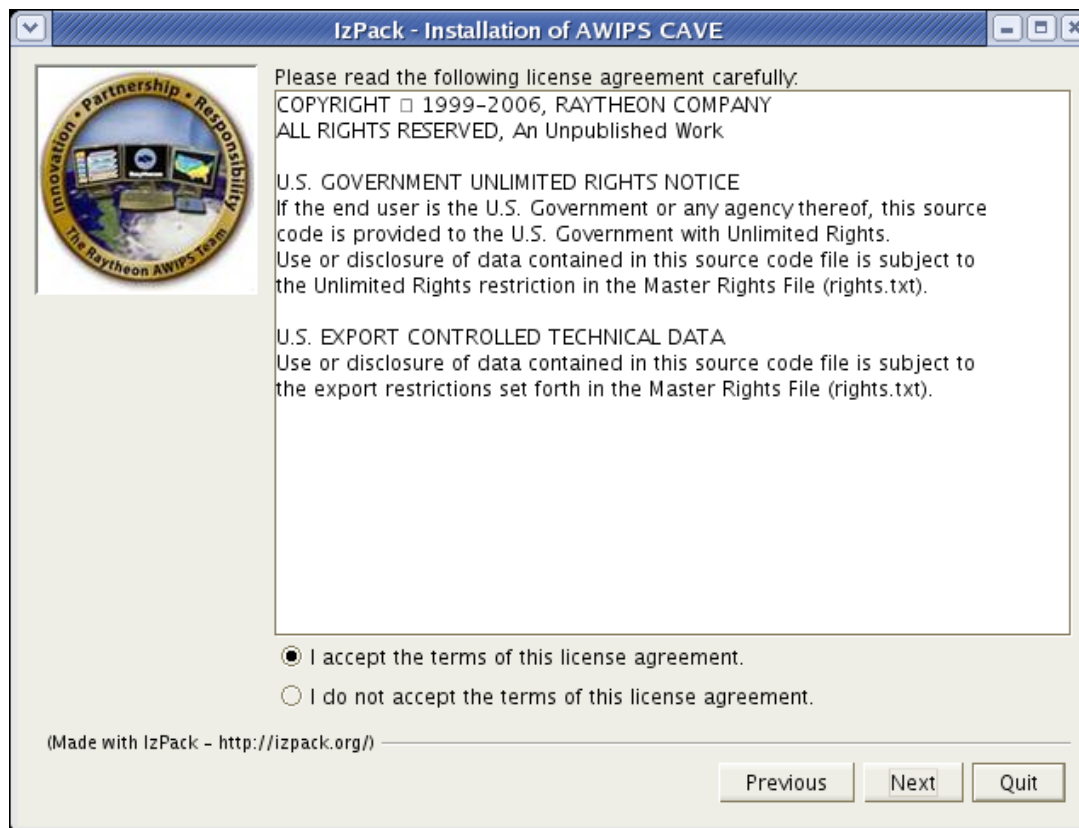 IzPack - Installation of AWIPS CAVE
Innovation • Partnership • Responsibility
The Raytheon AWIPS Team
Please read the following license agreement carefully:
COPYRIGHT □ 1999-2006, RAYTHEON COMPANY
ALL RIGHTS RESERVED, An Unpublished Work
U.S. GOVERNMENT UNLIMITED RIGHTS NOTICE
If the end user is the U.S. Government or any agency thereof, this source
code is provided to the U.S. Government with Unlimited Rights.
Use or disclosure of data contained in this source code file is subject to
the Unlimited Rights restriction in the Master Rights File (rights.txt).
U.S. EXPORT CONTROLLED TECHNICAL DATA
Use or disclosure of data contained in this source code file is subject to
the export restrictions set forth in the Master Rights File (rights.txt).
I accept the terms of this license agreement.
I do not accept the terms of this license agreement.
(Made with IzPack - http://izpack.org/)
Previous Next Quit